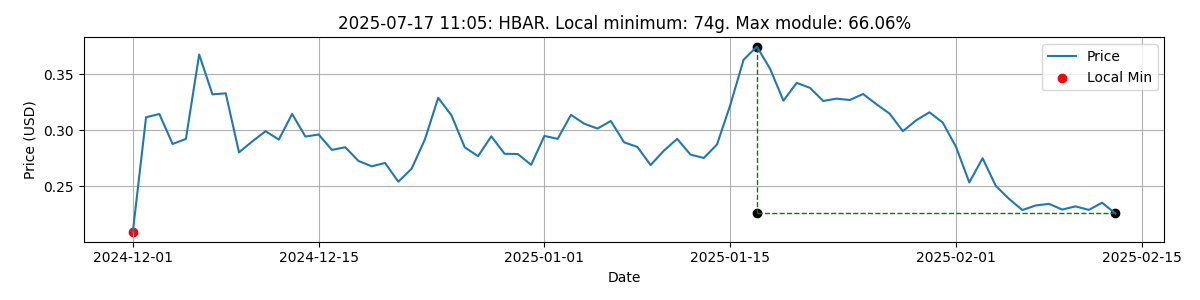 2025-07-17 11:05: HBAR. Local minimum: 74g. Max module: 66.06%
Price
Local Min
Price (USD)
0.35
0.30
0.25
2024-12-01
2024-12-15
2025-01-01
2025-01-15
2025-02-01
2025-02-15
Date